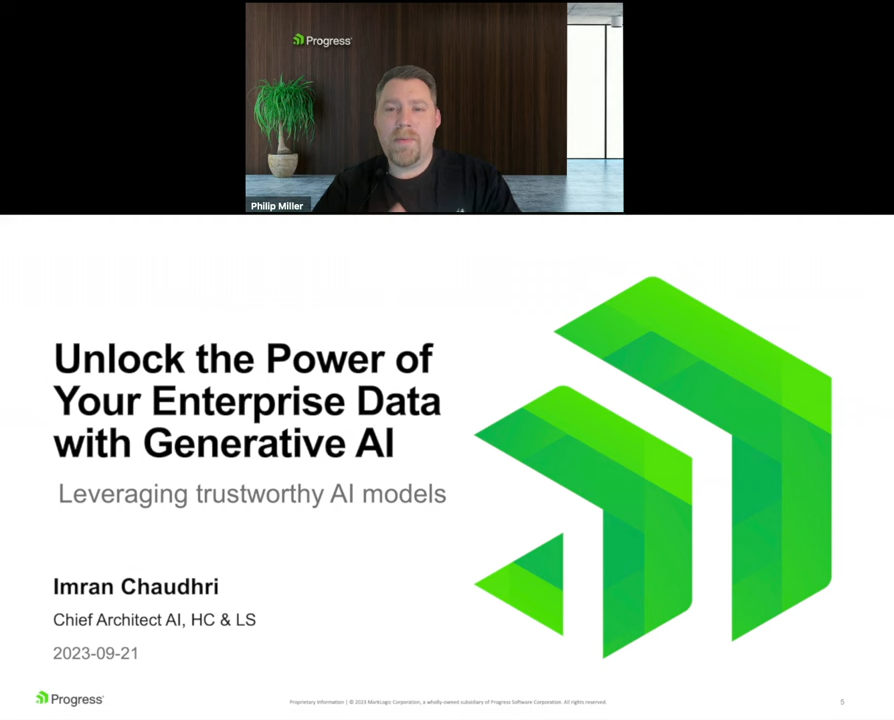 Progress
Philip Miller
Unlock the Power of
Your Enterprise Data
with Generative AI
Leveraging trustworthy AI models
Imran Chaudhri
Chief Architect AI, HC & LS
2023-09-21
Progress
Proprietary Information | © 2023 MarkLogic Corporation, a wholly-owned subsidiary of Progress Software Corporation. All rights reserved.
5